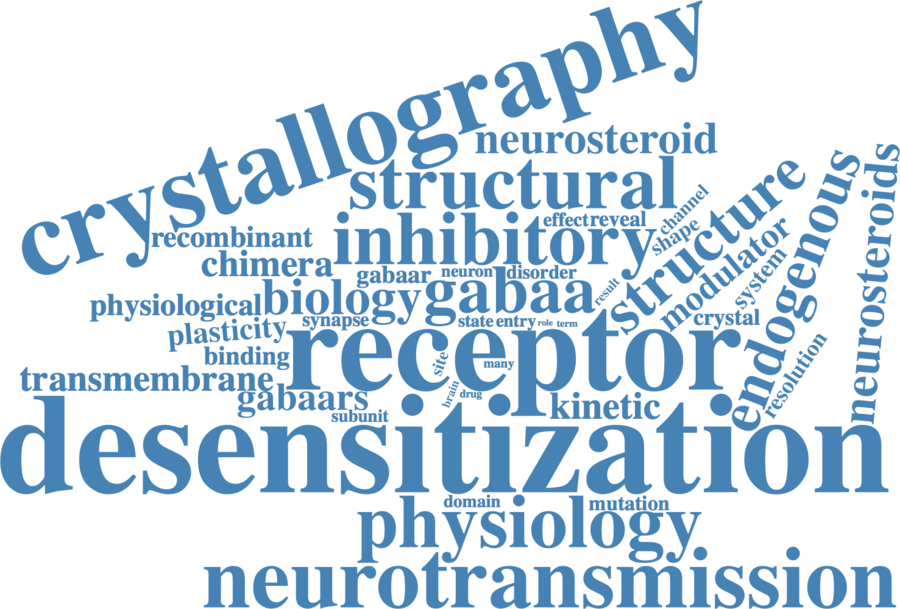 crystallography
neurosteroid
structural
neurosteroids
endogenous
structure
channel
effect
reveal
inhibitory
recombinant
shape
modulator
system
chimera
gabaar
neuron
disorder
result
physiological
biology
gabaa
crystal
plasticity
synapse
state
entry
role
term
receptor
binding
site
many
resolution
transmembrane
brain
drug
gabaars
subunit
kinetic
desensitization
domain
mutation
physiology
neurotransmission